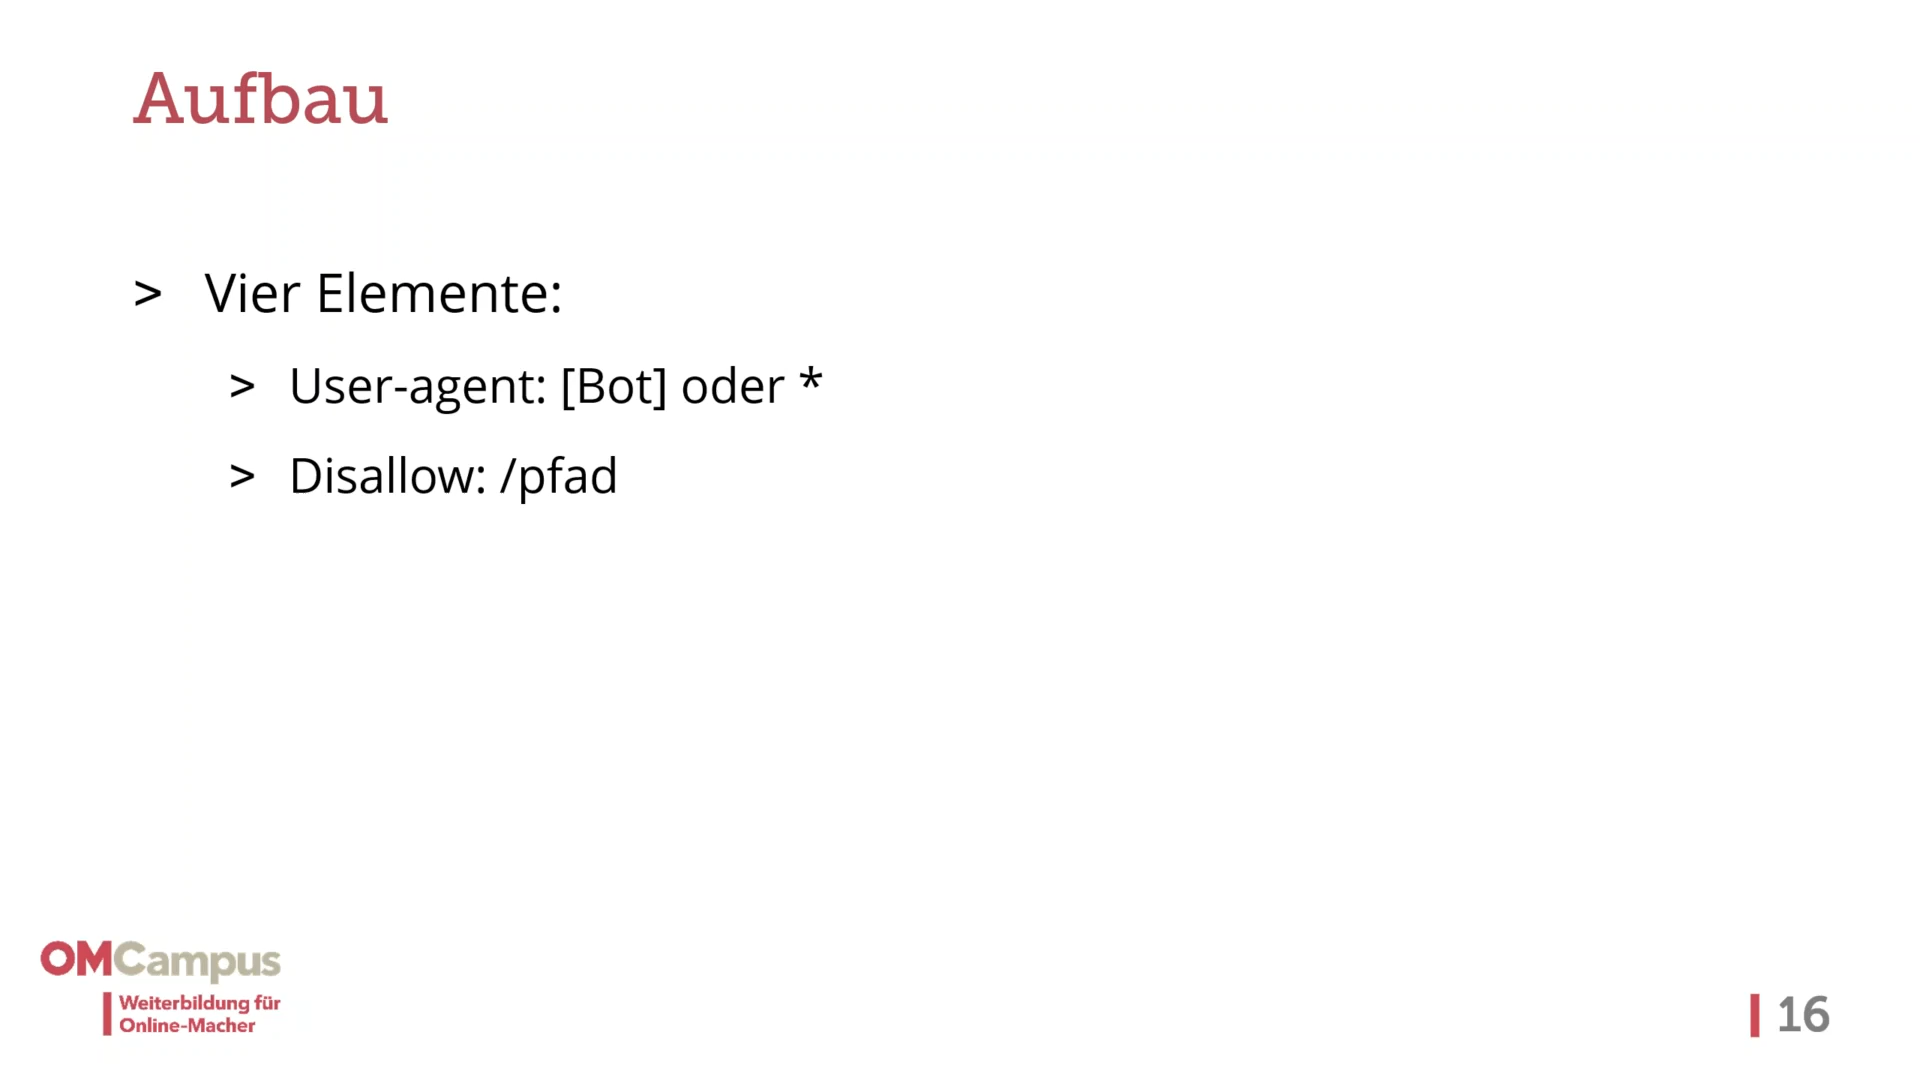 Aufbau
> Vier Elemente:
> User-agent: [Bot] oder *
> Disallow: /pfad
OMCampus
Weiterbildung für
Online-Macher
16